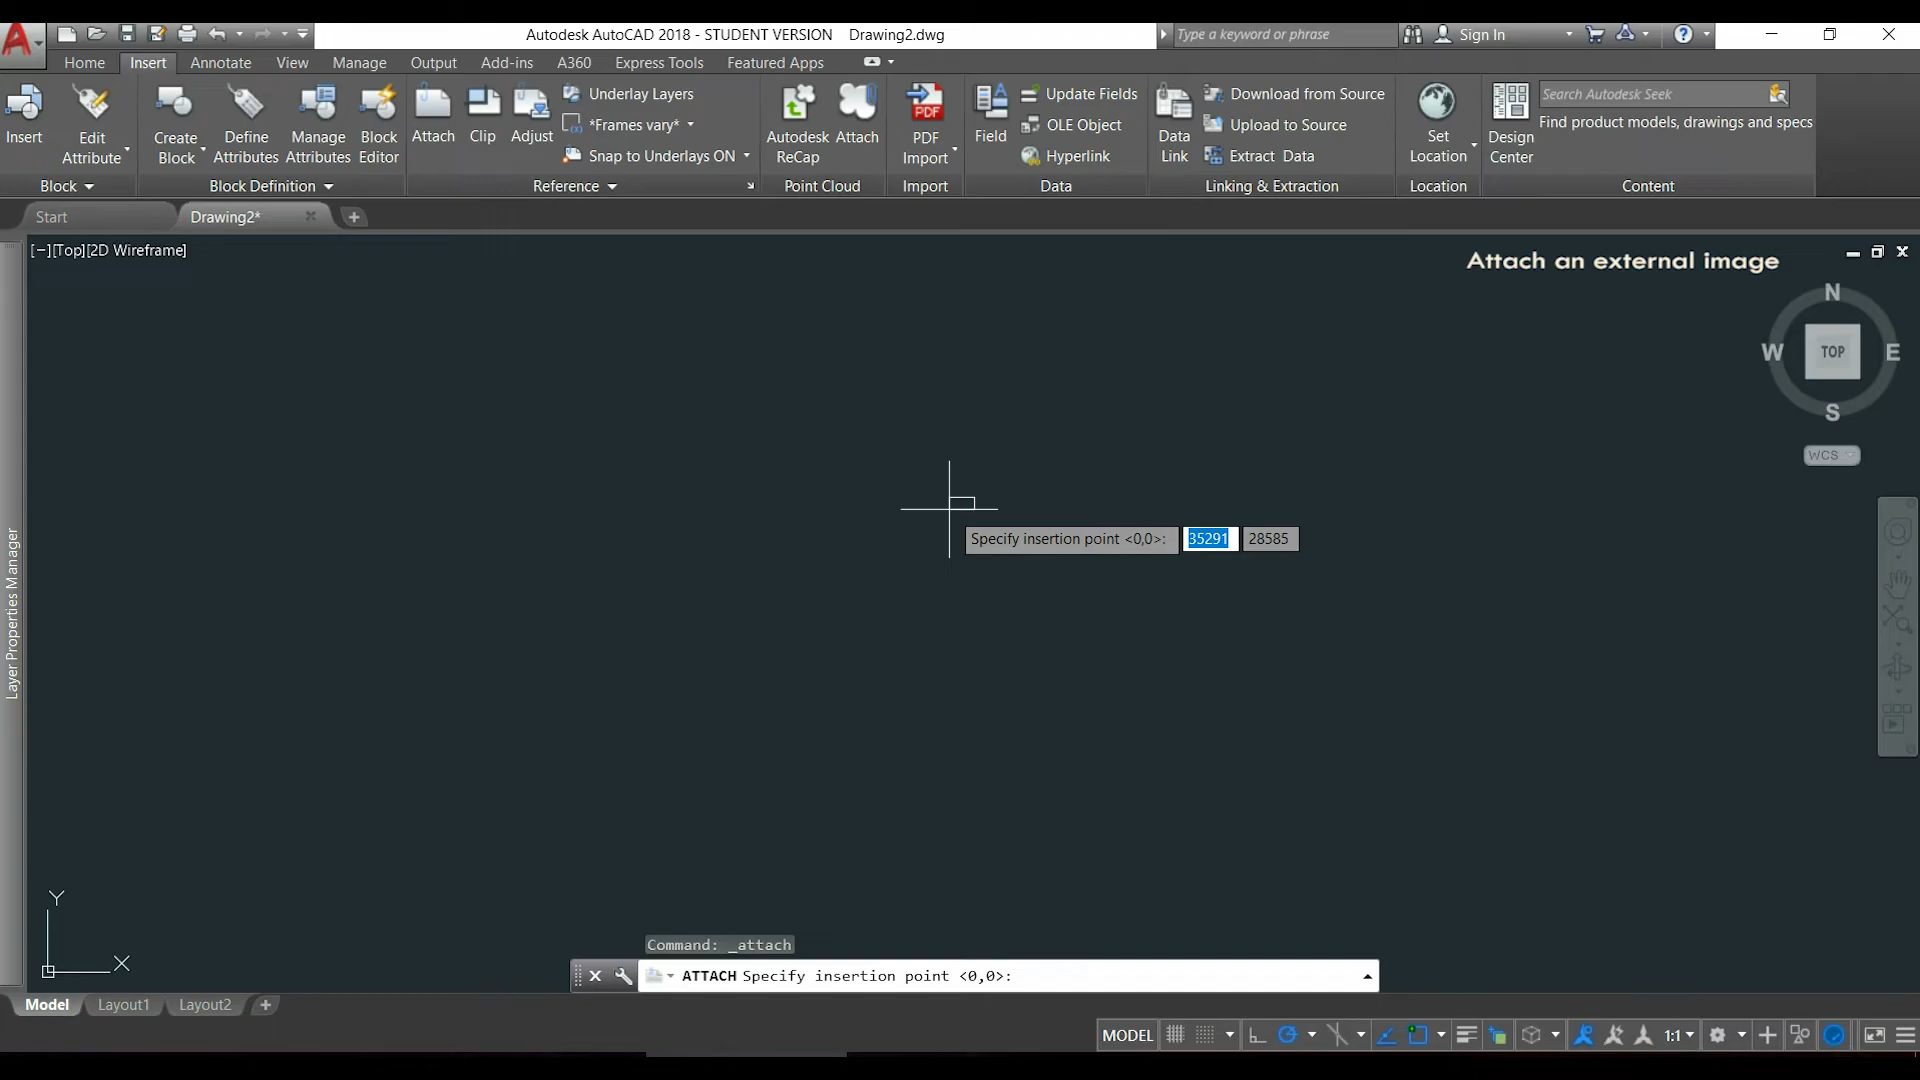 Autodesk AutoCAD 2018 - STUDENT VERSION Drawing2.dwg
Type a keyword or phrase
Sign In
Home Insert Annotate View Manage Output Add-ins A360 Express Tools Featured Apps
Insert
Edit Attribute
Create Block
Define Attributes
Manage Attributes
Block Editor
Attach
Clip
Adjust
Underlay Layers
*Frames vary*
Snap to Underlays ON
Autodesk ReCap
Attach
PDF Import
Field
Update Fields
OLE Object
Hyperlink
Data Link
Download from Source
Upload to Source
Extract Data
Set Location
Design Center
Search Autodesk Seek
Find product models, drawings and specs
Block Block Definition Reference Point Cloud Import Data Linking & Extraction Location Content
Start Drawing2*
[−][Top][2D Wireframe]
Attach an external image
N
W TOP E
S
WCS
Specify insertion point <0,0>: 35291 28585
Layer Properties Manager
Y
X
Command: _attach
ATTACH Specify insertion point <0,0>:
Model Layout1 Layout2
MODEL 1:1